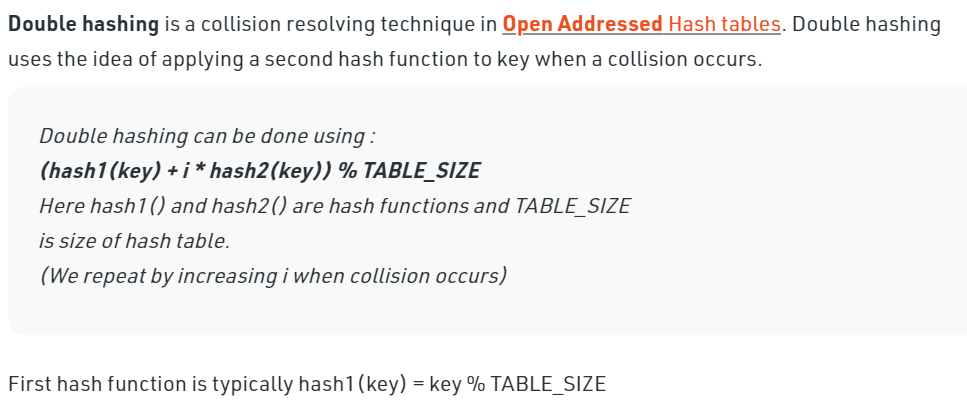 Double hashing is a collision resolving technique in Open Addressed Hash tables. Double hashing
uses the idea of applying a second hash function to key when a collision occurs.
Double hashing can be done using :
(hash1(key) + i * hash2(key)) % TABLE_SIZE
Here hash1() and hash2() are hash functions and TABLE_SIZE
is size of hash table.
(We repeat by increasing i when collision occurs)
First hash function is typically hash1(key) = key % TABLE_SIZE